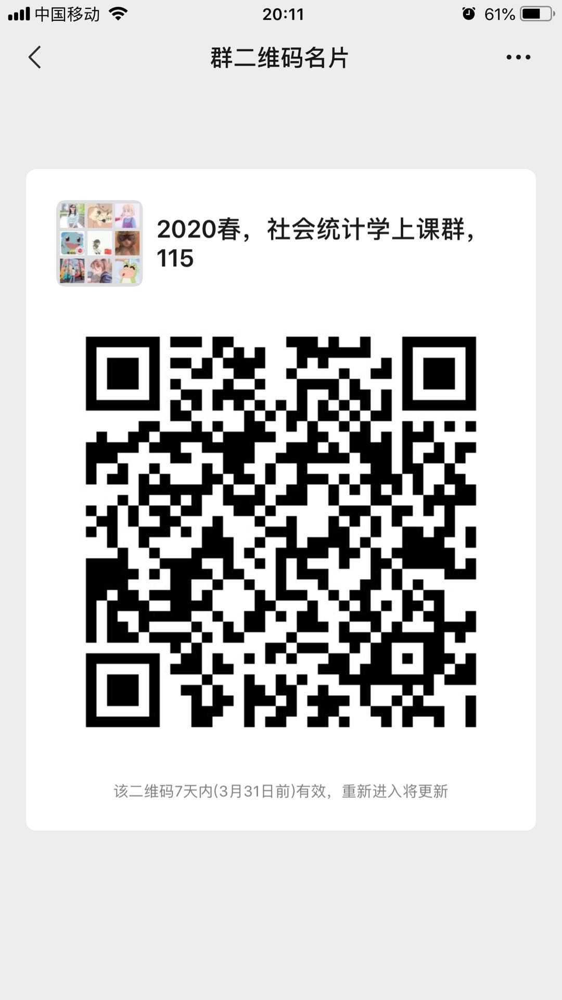 中国移动
20:11
61%
群二维码名片
2020春，社会统计学上课群，
115
该二维码7天内(3月31日前)有效，重新进入将更新